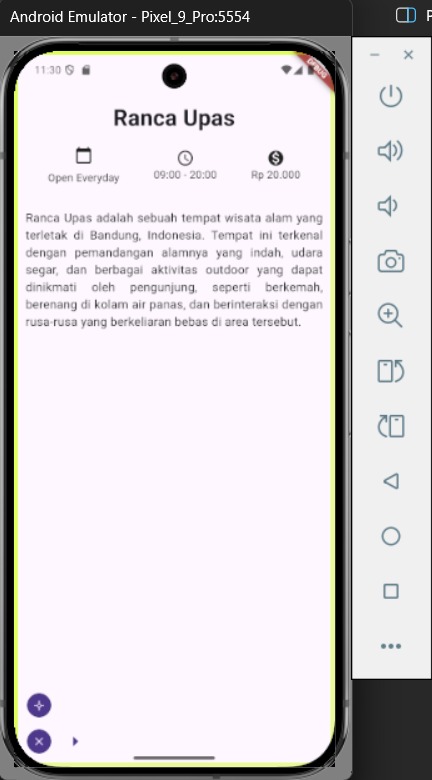 Android Emulator - Pixel_9_Pro:5554
11:30
DEBUG
Ranca Upas
Open Everyday
09:00 - 20:00
Rp 20.000
Ranca Upas adalah sebuah tempat wisata alam yang
terletak di Bandung, Indonesia. Tempat ini terkenal
dengan pemandangan alamnya yang indah, udara
segar, dan berbagai aktivitas outdoor yang dapat
dinikmati oleh pengunjung, seperti berkemah,
berenang di kolam air panas, dan berinteraksi dengan
rusa-rusa yang berkeliaran bebas di area tersebut.